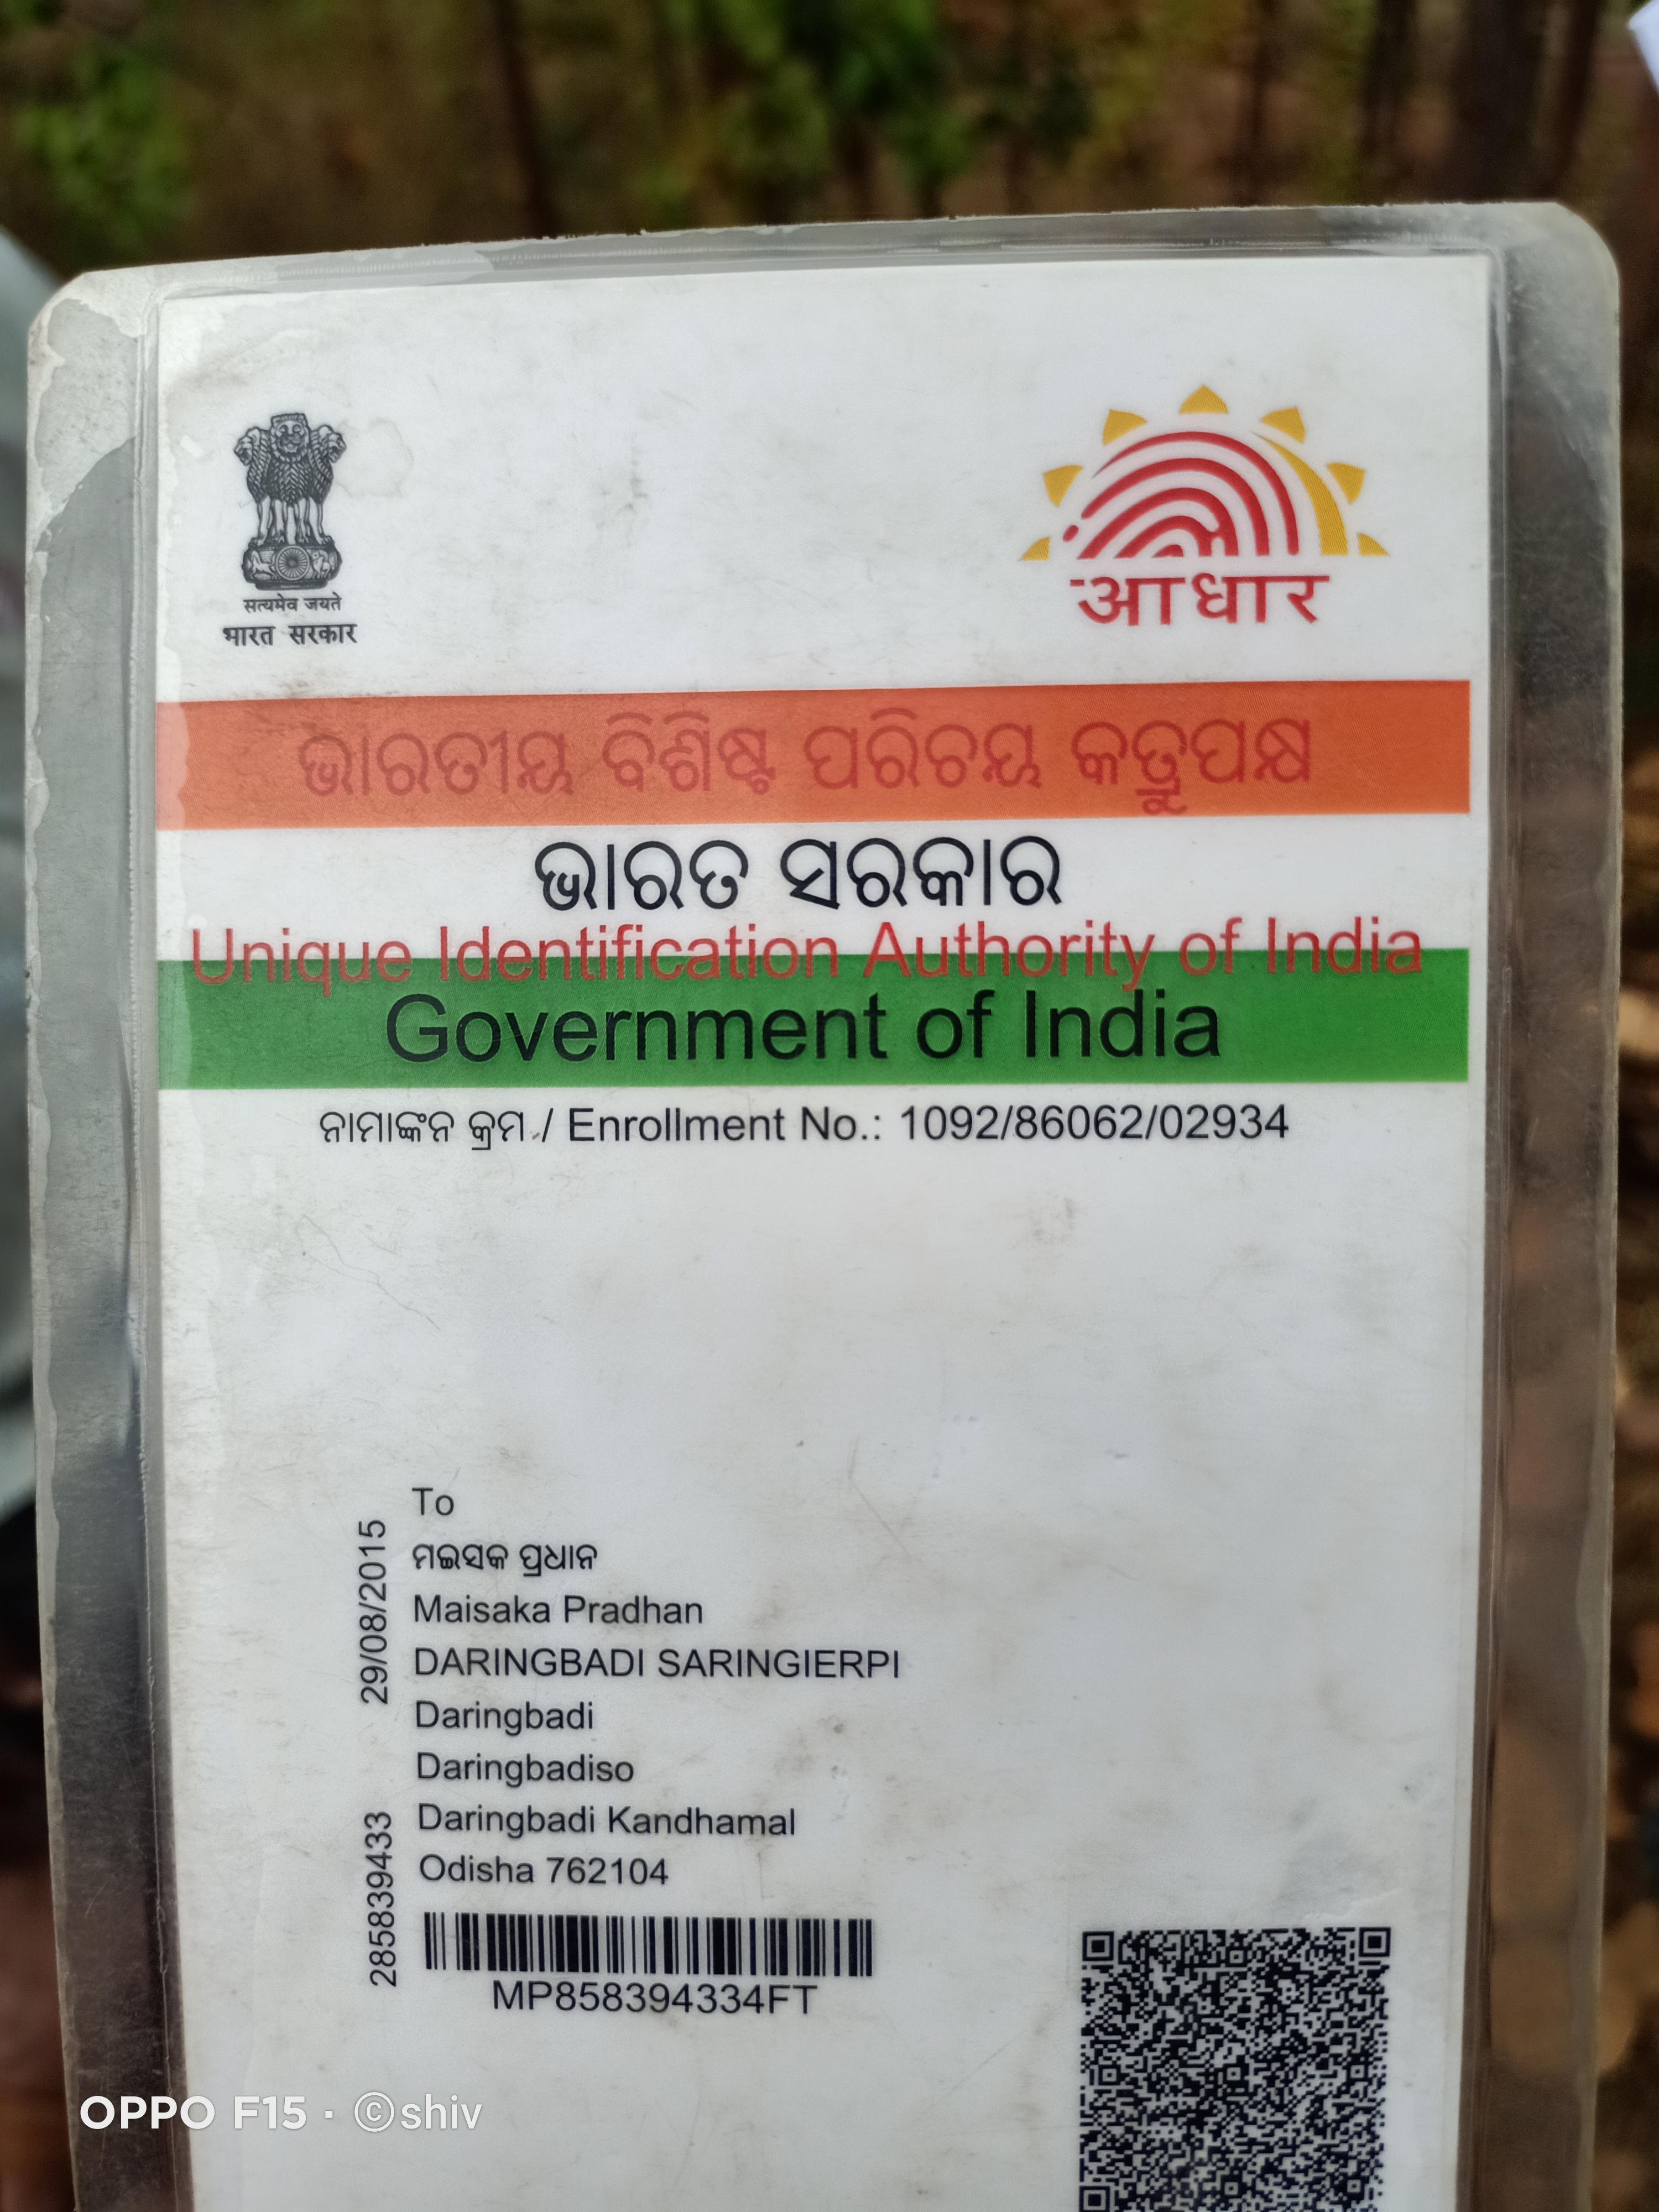 सत्यमेव जयते
भारत सरकार
आधार
ଭାରତୀୟ ବିଶିଷ୍ଟ ପରିଚୟ କତ୍ରୁପକ୍ଷ
ଭାରତ ସରକାର
Unique Identification Authority of India
Government of India
ନାମାଙ୍କନ କ୍ରମ / Enrollment No.: 1092/86062/02934
To
ମଇସକ ପ୍ରଧାନ
Maisaka Pradhan
DARINGBADI SARINGIERPI
Daringbadi
Daringbadiso
Daringbadi Kandhamal
Odisha 762104
29/08/2015
285839433
MP858394334FT
OPPO F15 · ©shiv